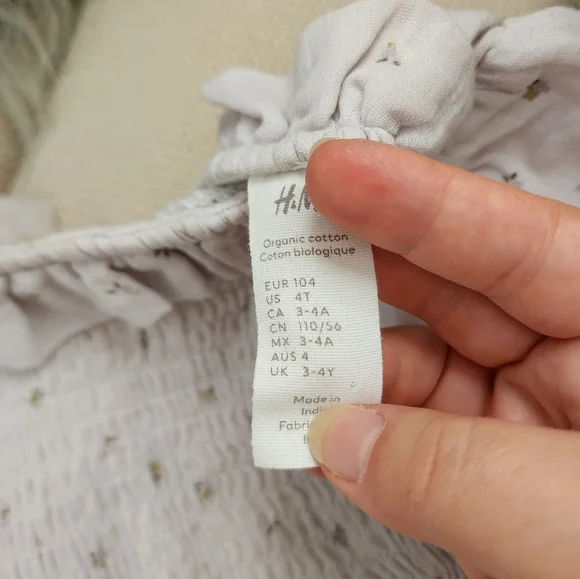 Organic cotton
Coton biologique
EUR 104
US 4T
CA 3-4A
CN 110/56
MX 3-4A
AUS 4
UK 3-4Y
Made in